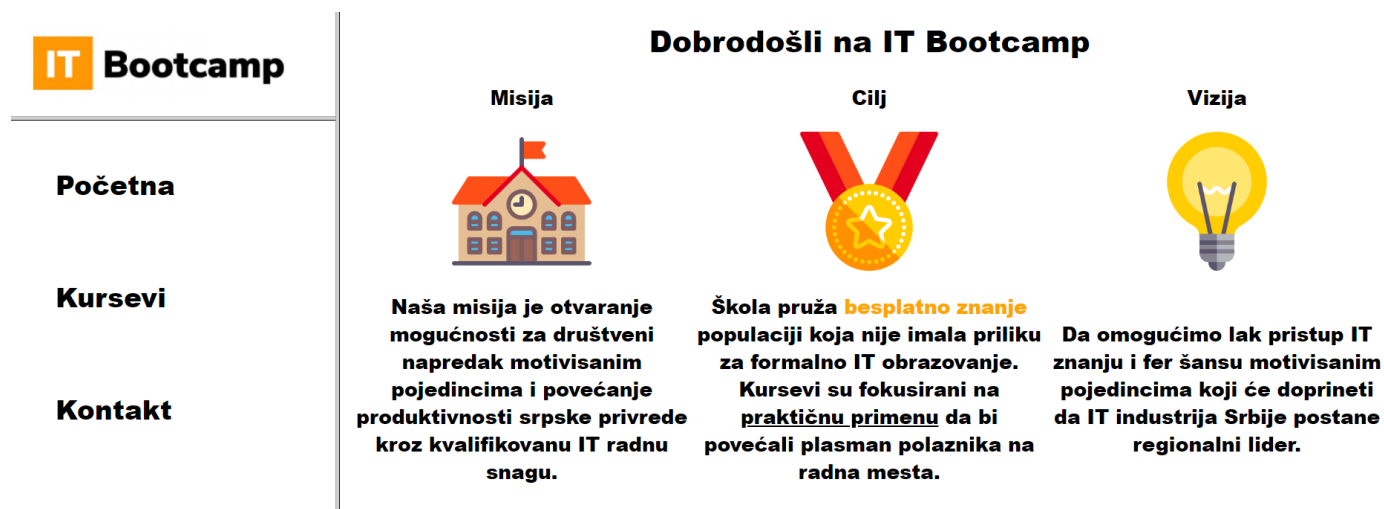 IT Bootcamp
Početna
Kursevi
Kontakt
Dobrodošli na IT Bootcamp
Misija
Naša misija je otvaranje
mogućnosti za društveni
napredak motivisanim
pojedincima i povećanje
produktivnosti srpske privrede
kroz kvalifikovanu IT radnu
snagu.
Cilj
Škola pruža besplatno znanje
populaciji koja nije imala priliku
za formalno IT obrazovanje.
Kursevi su fokusirani na
praktičnu primenu da bi
povećali plasman polaznika na
radna mesta.
Vizija
Da omogućimo lak pristup IT
znanju i fer šansu motivisanim
pojedincima koji će doprineti
da IT industrija Srbije postane
regionalni lider.